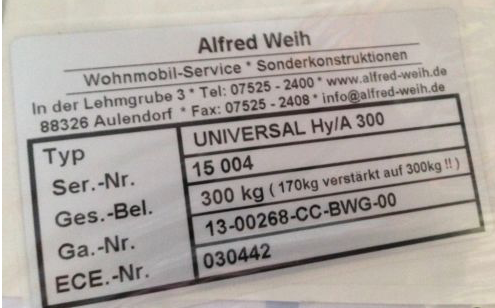 Alfred Weih
Wohnmobil-Service * Sonderkonstruktionen
In der Lehmgrube 3 * Tel: 07525 - 2400 * www.alfred-weih.de
88326 Aulendorf * Fax: 07525 - 2408 * info@alfred-weih.de
Typ UNIVERSAL Hy/A 300
Ser.-Nr. 15 004
Ges.-Bel. 300 kg ( 170kg verstärkt auf 300kg !! )
Ga.-Nr. 13-00268-CC-BWG-00
ECE.-Nr. 030442